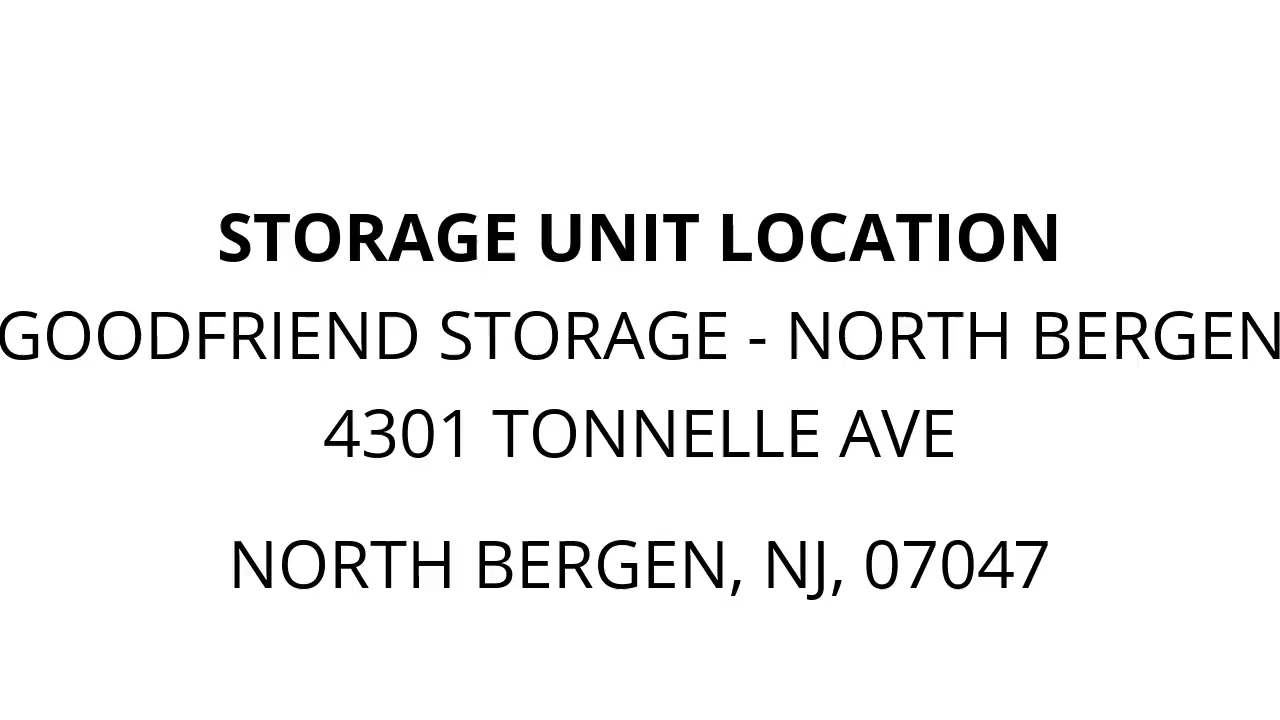 STORAGE UNIT LOCATION
GOODFRIEND STORAGE - NORTH BERGEN
4301 TONNELLE AVE
NORTH BERGEN, NJ, 07047